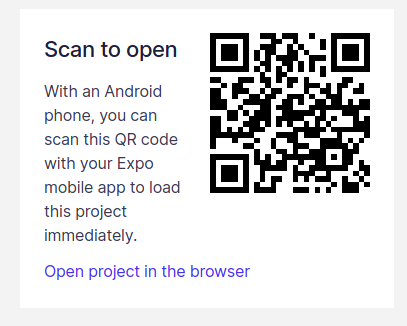 Scan to open
With an Android
phone, you can
scan this QR code
with your Expo
mobile app to load
this project
immediately.
Open project in the browser